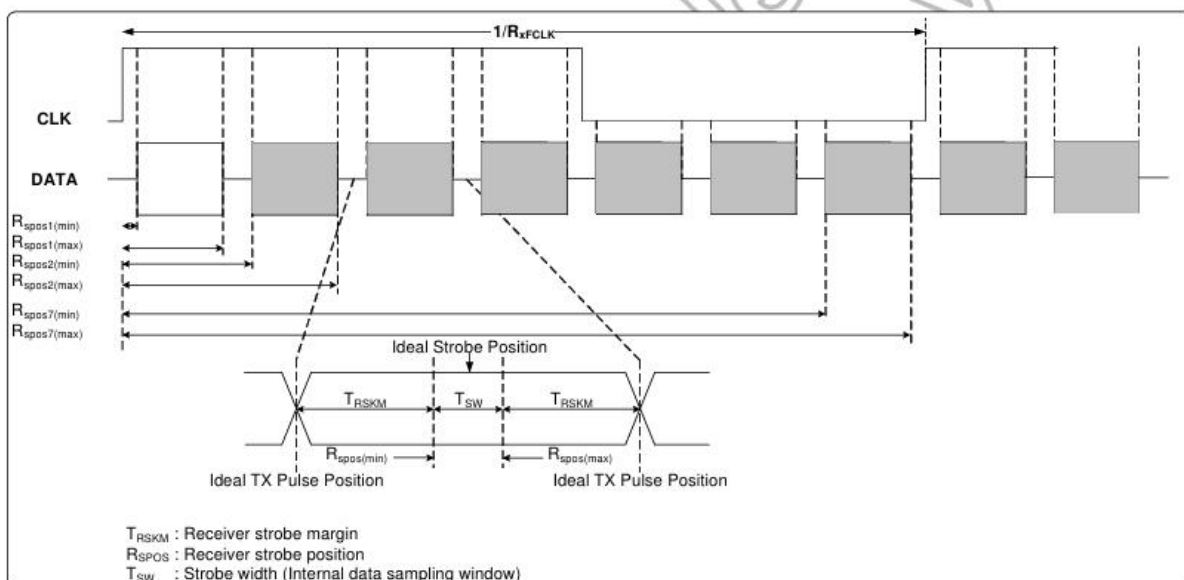 1/RxFCLK
CLK
DATA
Rspos1(min)
Rspos1(max)
Rspos2(min)
Rspos2(max)
Rspos7(min)
Rspos7(max)
Ideal Strobe Position
TRSKM TSW TRSKM
Rspos(min) Rspos(max)
Ideal TX Pulse Position Ideal TX Pulse Position
TRSKM : Receiver strobe margin
RSPOS : Receiver strobe position
TSW : Strobe width (Internal data sampling window)